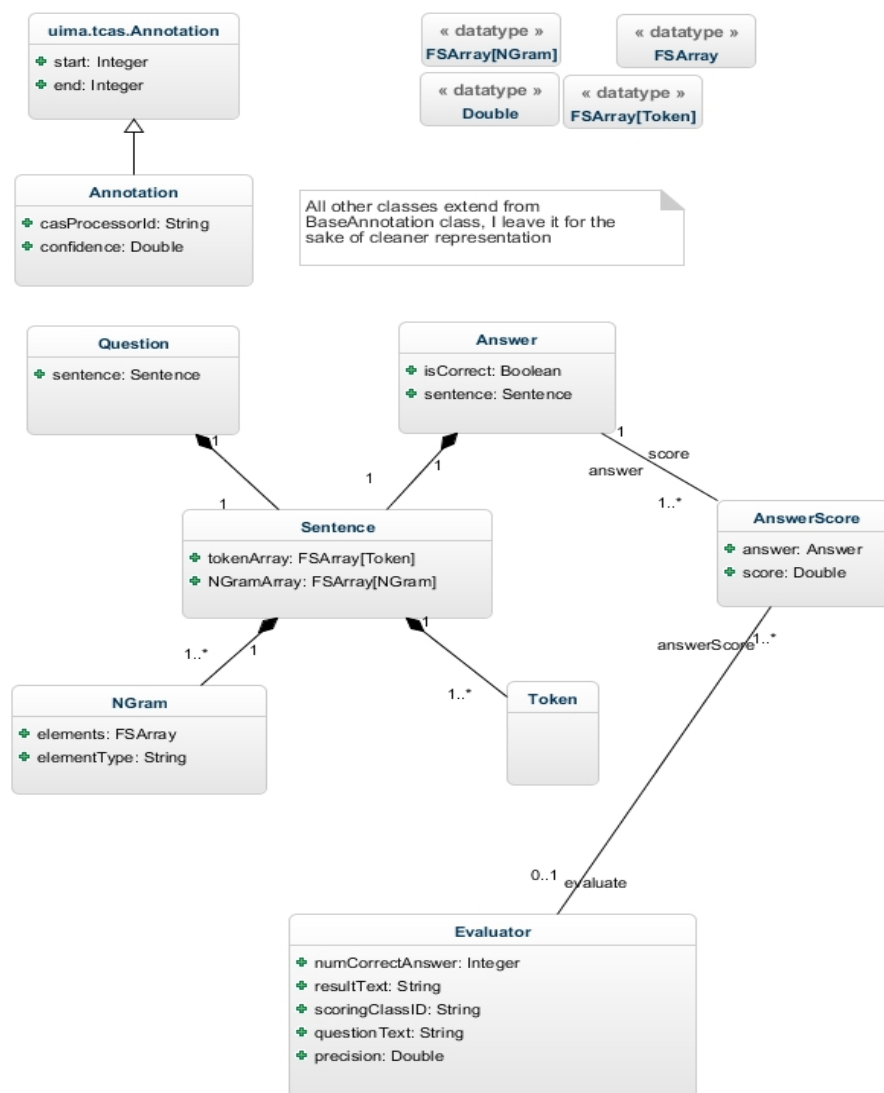 uima.tcas.Annotation
start: Integer
end: Integer
« datatype »
FSArray[NGram]
« datatype »
FSArray
« datatype »
Double
« datatype »
FSArray[Token]
Annotation
casProcessorId: String
confidence: Double
All other classes extend from
BaseAnnotation class, I leave it for the
sake of cleaner representation
Question
sentence: Sentence
Answer
isCorrect: Boolean
sentence: Sentence
1
1
1
1
1
score
answer
1..*
Sentence
tokenArray: FSArray[Token]
NGramArray: FSArray[NGram]
AnswerScore
answer: Answer
score: Double
1..*
1
1
1..*
answerScore
1..*
NGram
elements: FSArray
elementType: String
Token
0..1
evaluate
Evaluator
numCorrectAnswer: Integer
resultText: String
scoringClassID: String
questionText: String
precision: Double